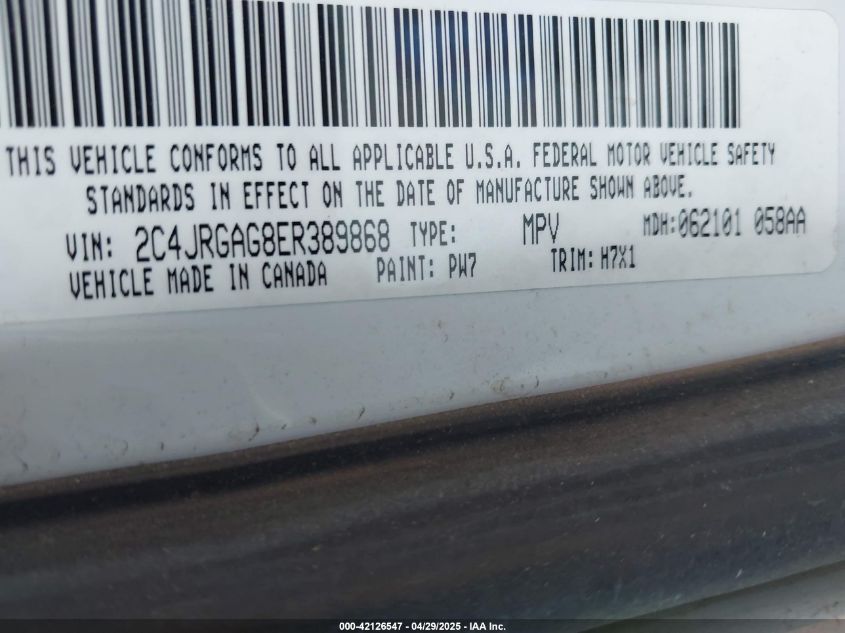 THIS VEHICLE CONFORMS TO ALL APPLICABLE U.S.A. FEDERAL MOTOR VEHICLE SAFETY
STANDARDS IN EFFECT ON THE DATE OF MANUFACTURE SHOWN ABOVE.
VIN: 2C4JRGAG8ER389868 TYPE: MPV MDH:062101 058AA
VEHICLE MADE IN CANADA PAINT: PW7 TRIM: H7X1
000-42126547 - 04/29/2025 - IAA Inc.